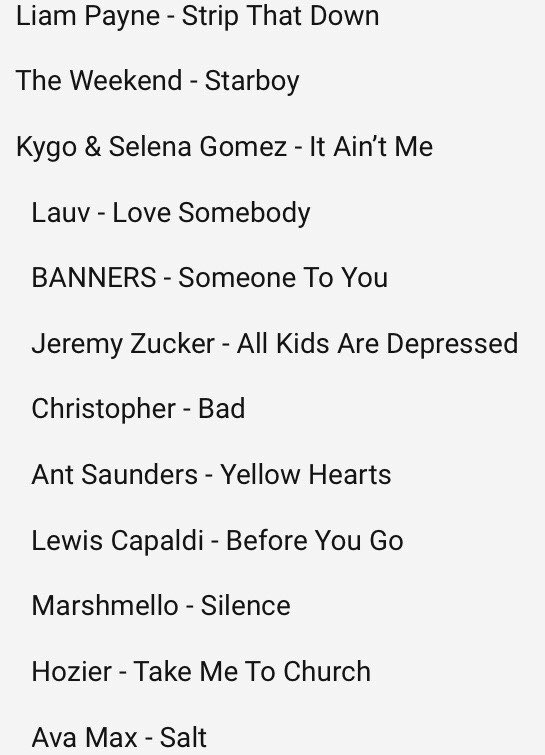 Liam Payne - Strip That Down
The Weekend - Starboy
Kygo & Selena Gomez - It Ain’t Me
Lauv - Love Somebody
BANNERS - Someone To You
Jeremy Zucker - All Kids Are Depressed
Christopher - Bad
Ant Saunders - Yellow Hearts
Lewis Capaldi - Before You Go
Marshmello - Silence
Hozier - Take Me To Church
Ava Max - Salt